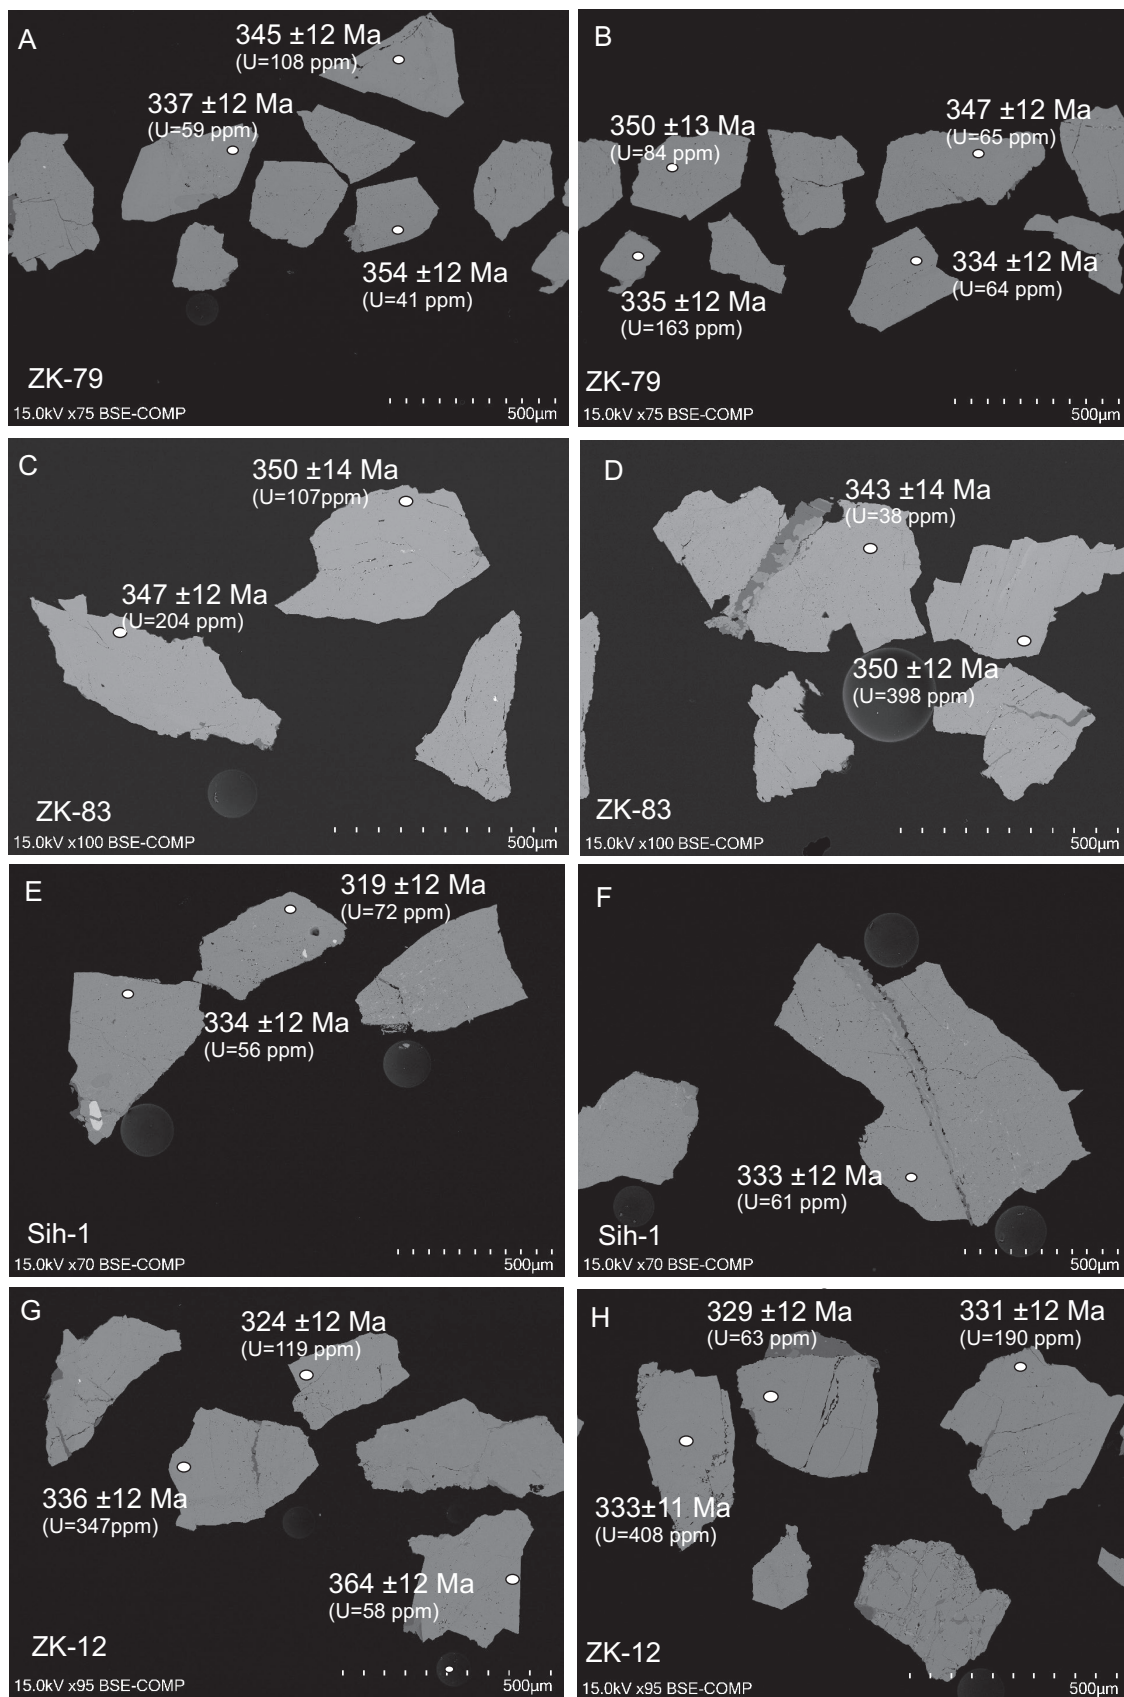 A
345 ±12 Ma
(U=108 ppm)
337 ±12 Ma
(U=59 ppm)
354 ±12 Ma
(U=41 ppm)
ZK-79
15.0kV x75 BSE-COMP
500µm
B
350 ±13 Ma
(U=84 ppm)
347 ±12 Ma
(U=65 ppm)
335 ±12 Ma
(U=163 ppm)
334 ±12 Ma
(U=64 ppm)
ZK-79
15.0kV x75 BSE-COMP
500µm
C
350 ±14 Ma
(U=107ppm)
347 ±12 Ma
(U=204 ppm)
ZK-83
15.0kV x100 BSE-COMP
500µm
D
343 ±14 Ma
(U=38 ppm)
350 ±12 Ma
(U=398 ppm)
ZK-83
15.0kV x100 BSE-COMP
500µm
E
319 ±12 Ma
(U=72 ppm)
334 ±12 Ma
(U=56 ppm)
Sih-1
15.0kV x70 BSE-COMP
500µm
F
333 ±12 Ma
(U=61 ppm)
Sih-1
15.0kV x70 BSE-COMP
500µm
G
324 ±12 Ma
(U=119 ppm)
336 ±12 Ma
(U=347ppm)
364 ±12 Ma
(U=58 ppm)
ZK-12
15.0kV x95 BSE-COMP
500µm
H
329 ±12 Ma
(U=63 ppm)
331 ±12 Ma
(U=190 ppm)
333±11 Ma
(U=408 ppm)
ZK-12
15.0kV x95 BSE-COMP
500µm